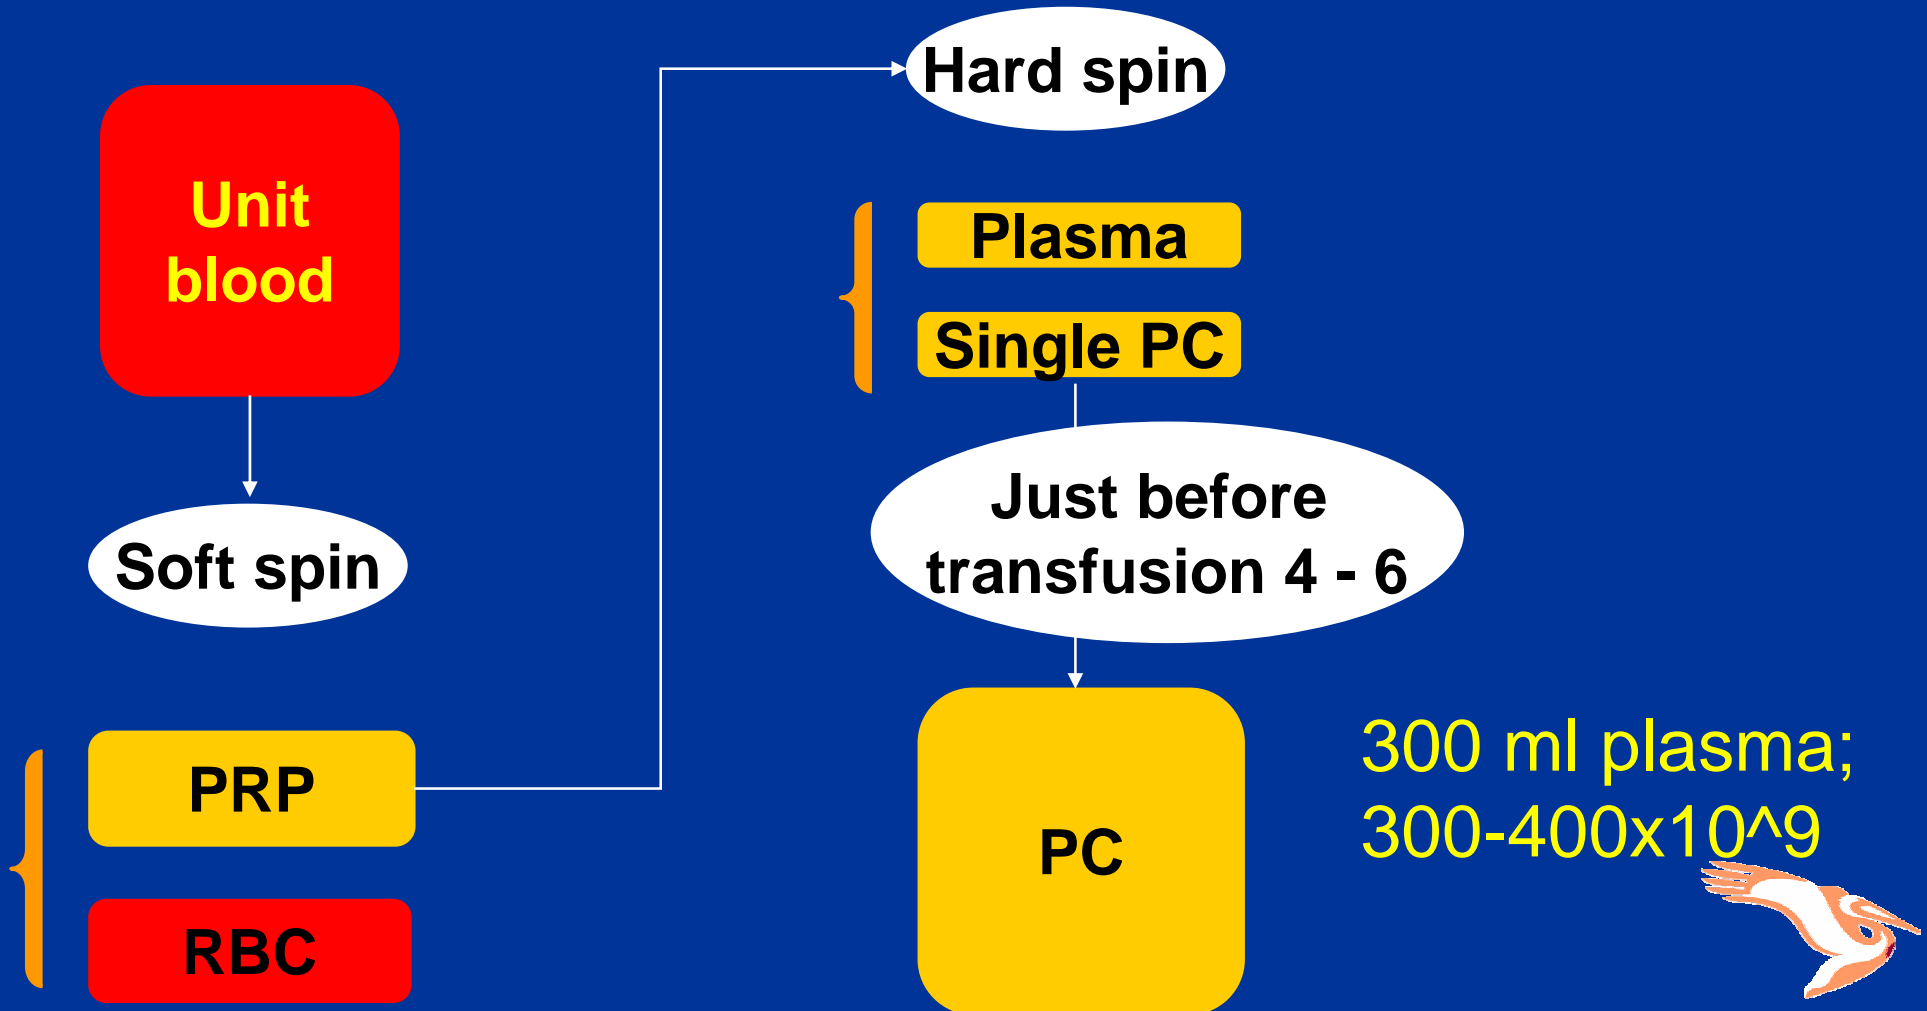 Unit
blood
Soft spin
PRP
RBC
Hard spin
Plasma
Single PC
Just before
transfusion 4 - 6
PC
300 ml plasma;
300-400x10^9